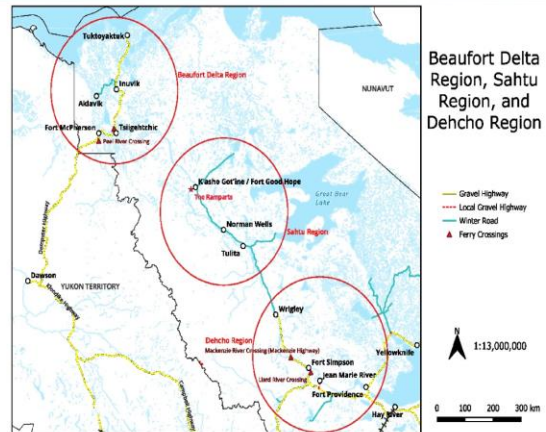 Beaufort Delta
Region, Sahtu
Region, and
Dehcho Region
Tuktoyaktuk
Beaufort Delta Region
Inuvik
Aklavik
Fort McPherson
Tsiigehtchic
Peel River Crossing
NUNAVUT
K'asho Got'ine / Fort Good Hope
The Ramparts
Great Bear
Lake
Norman Wells
Sahtu Region
Tulita
Dempster Highway
Dawson
YUKON TERRITORY
Klondike Highway
Wrigley
Dehcho Region
Mackenzie River Crossing (Mackenzie Highway)
Yellowknife
Fort Simpson
Jean Marie River
Liard River Crossing
Fort Providence
Hay River
Campbell Highway
Gravel Highway
Local Gravel Highway
Winter Road
Ferry Crossings
N
1:13,000,000
0 100 200 300 km